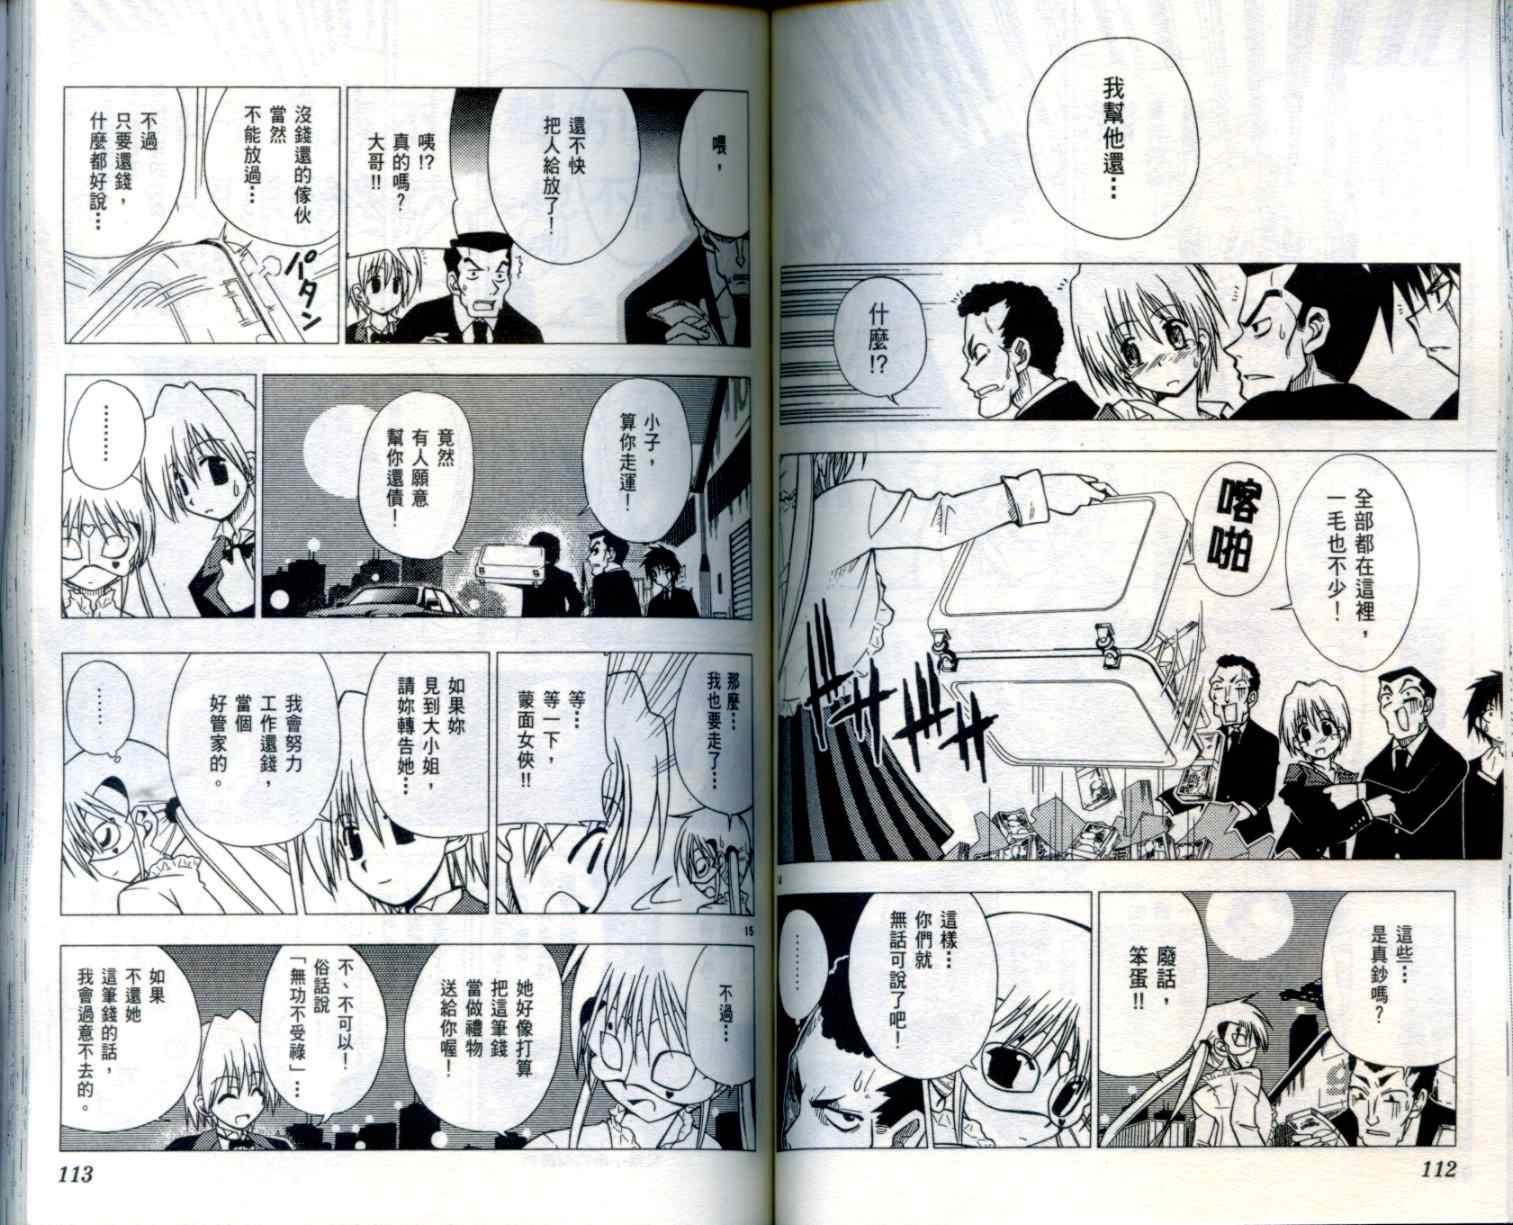 我幫他還…
什麼!?
全部都在這裡，
一毛也不少！
喀啪
這些…
是真鈔嗎？
廢話，
笨蛋!!
這樣…
你們就
無話可說了吧！
………
112
喂，
還不快
把人給放了！
咦!?
真的嗎？
大哥!!
沒錢還的傢伙
當然
不能放過…
不過
只要還錢，
什麼都好說…
パタン
小子，
算你走運！
竟然
有人願意
幫你還債！
………
那麼…
我也要走了…
等…
等一下，
蒙面女俠!!
如果妳
見到大小姐，
請妳轉告她…
我會努力
工作還錢，
當個
好管家的。
……
15
不過…
她好像打算
把這筆錢
當做禮物
送給你喔！
不、不可以！
俗話說
「無功不受祿」…
如果
不還她
這筆錢的話，
我會過意不去的。
113